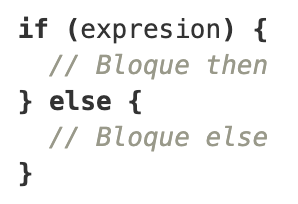 if (expresion) {
// Bloque then
} else {
// Bloque else
}